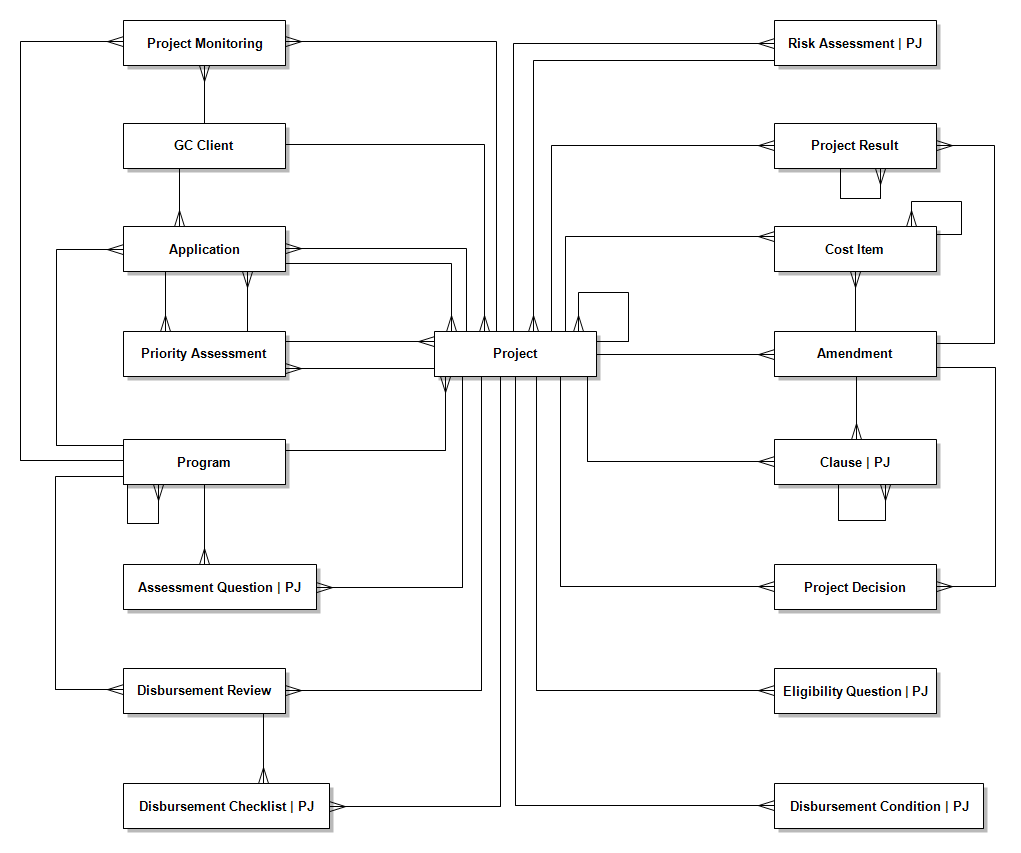 Project Monitoring
Risk Assessment | PJ
GC Client
Project Result
Application
Cost Item
Priority Assessment
Project
Amendment
Program
Clause | PJ
Assessment Question | PJ
Project Decision
Disbursement Review
Eligibility Question | PJ
Disbursement Checklist | PJ
Disbursement Condition | PJ